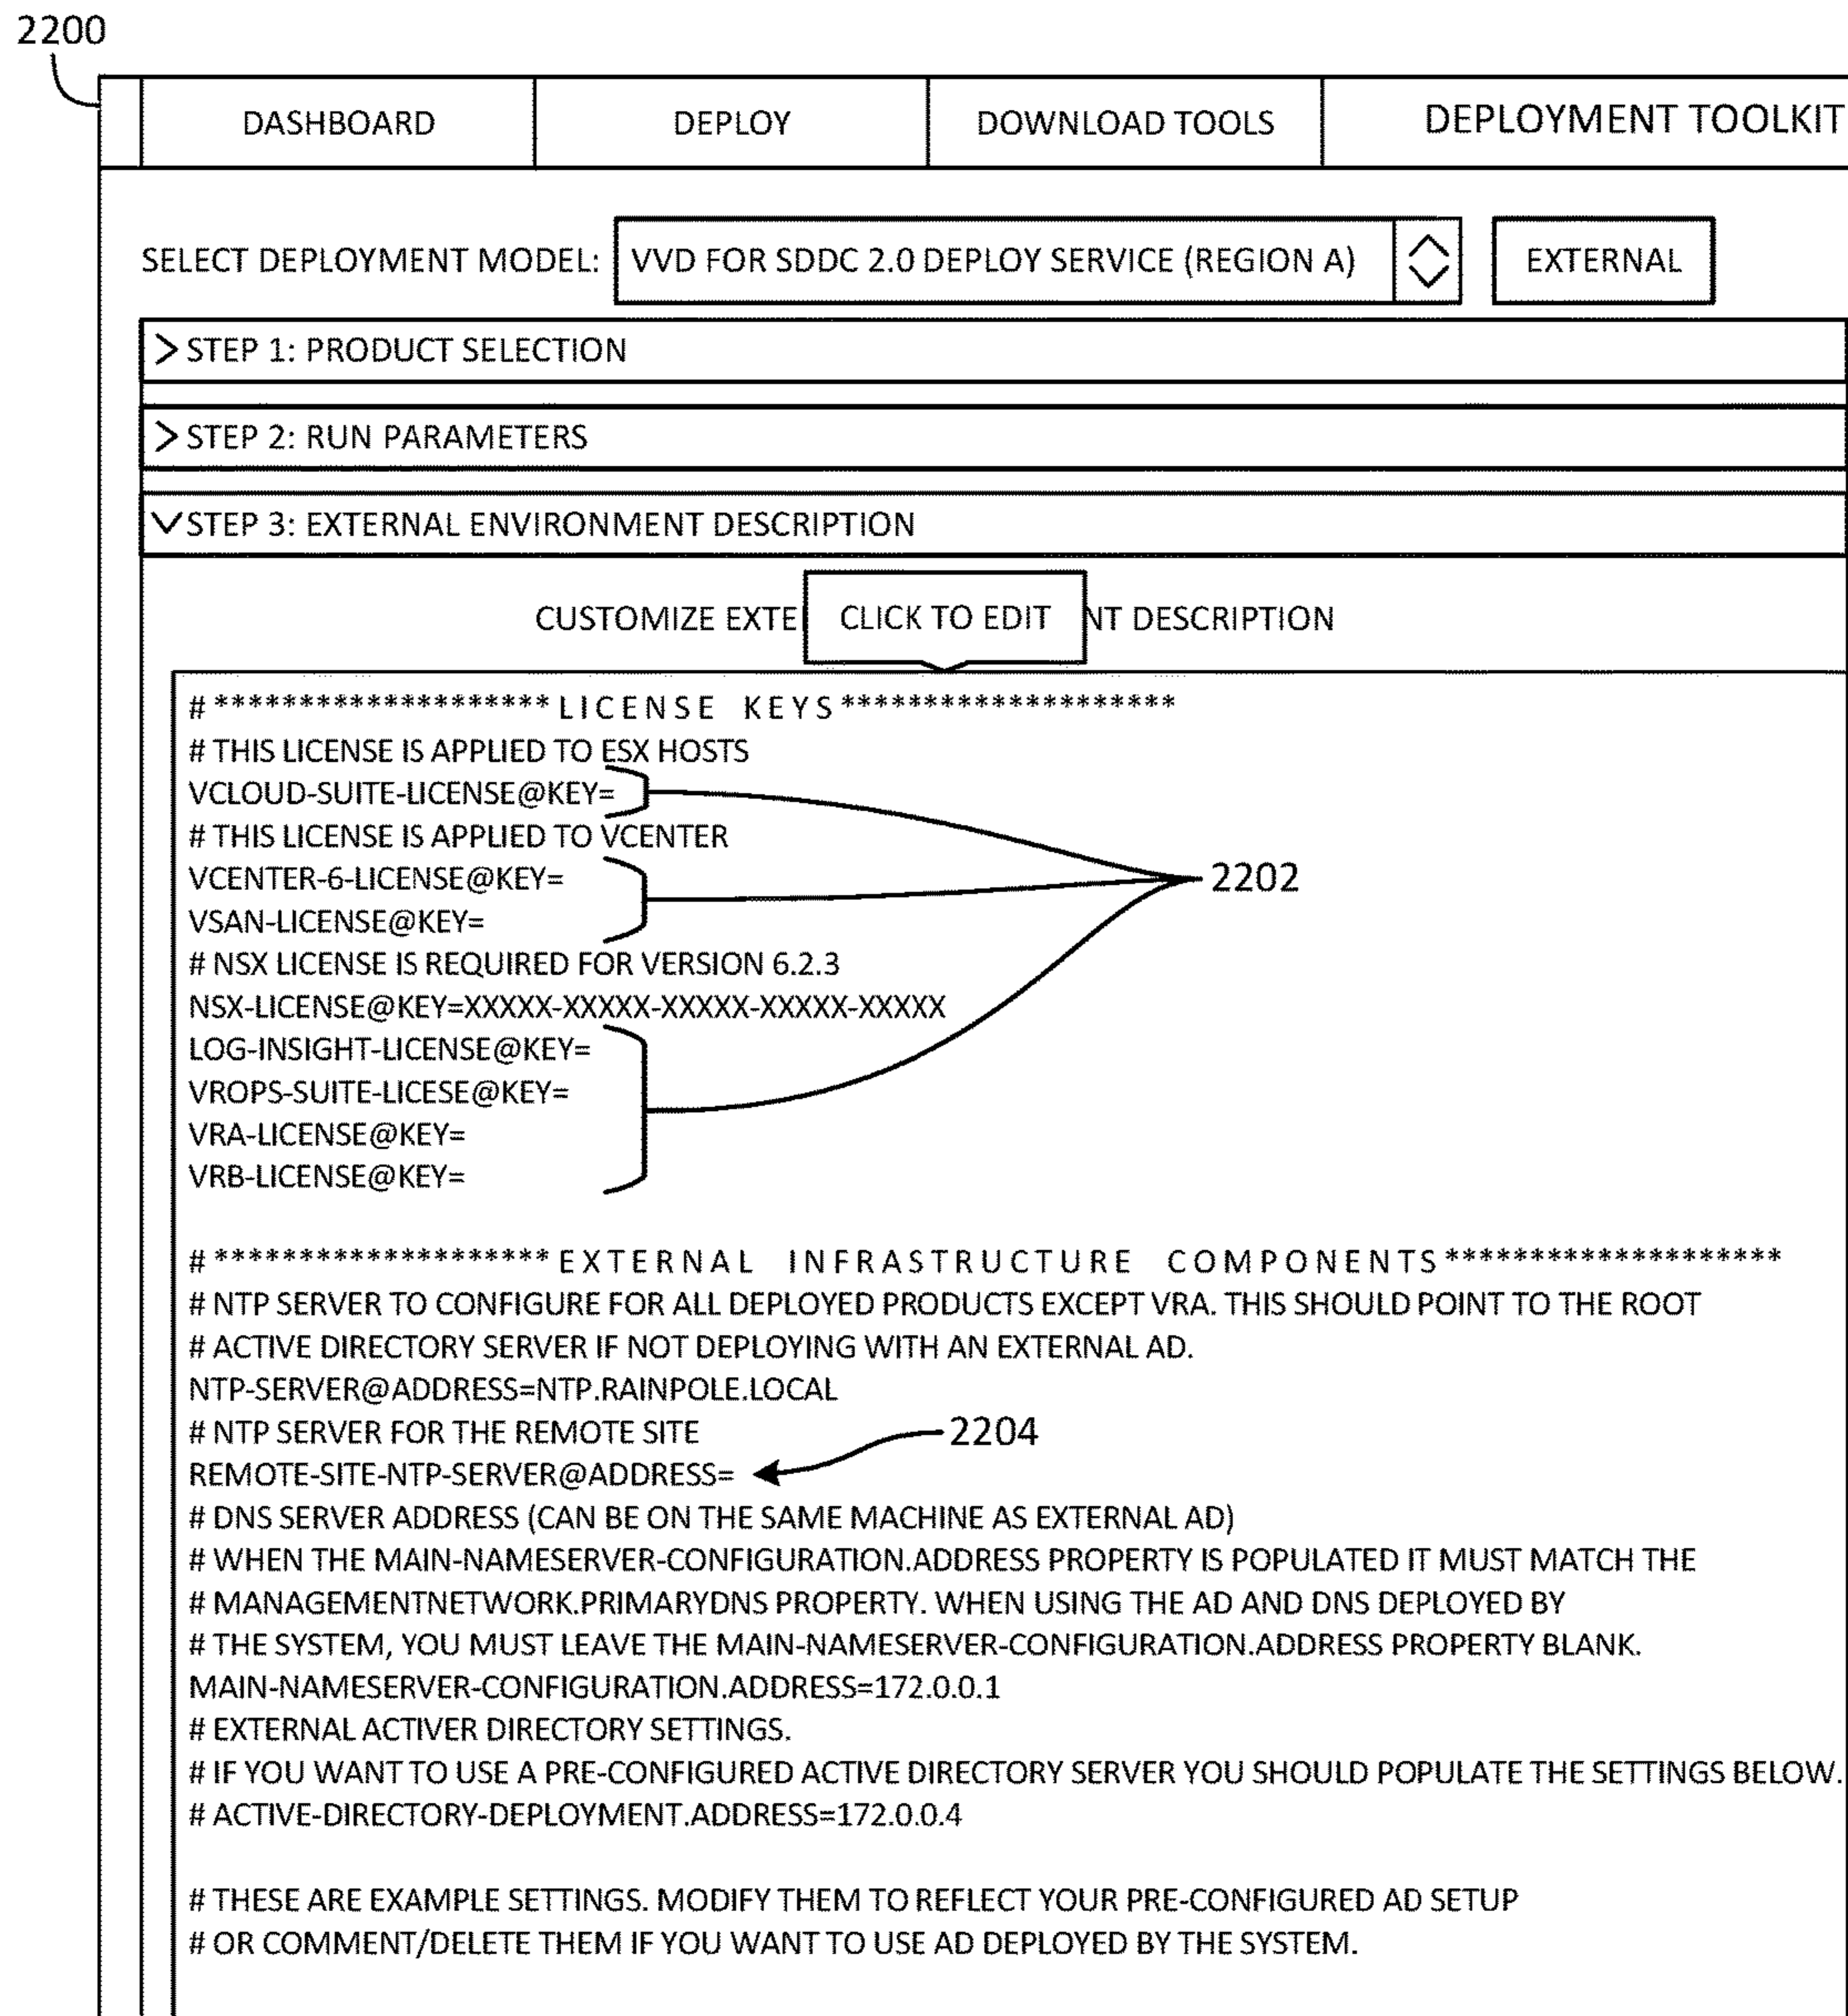 2200
DASHBOARD DEPLOY DOWNLOAD TOOLS DEPLOYMENT TOOLKIT
SELECT DEPLOYMENT MODEL: VVD FOR SDDC 2.0 DEPLOY SERVICE (REGION A) EXTERNAL
> STEP 1: PRODUCT SELECTION
> STEP 2: RUN PARAMETERS
STEP 3: EXTERNAL ENVIRONMENT DESCRIPTION
CUSTOMIZE EXTE CLICK TO EDIT NT DESCRIPTION
# ******************** LICENSE KEYS ********************
# THIS LICENSE IS APPLIED TO ESX HOSTS
VCLOUD-SUITE-LICENSE@KEY=
# THIS LICENSE IS APPLIED TO VCENTER
VCENTER-6-LICENSE@KEY= 2202
VSAN-LICENSE@KEY=
# NSX LICENSE IS REQUIRED FOR VERSION 6.2.3
NSX-LICENSE@KEY=XXXXX-XXXXX-XXXXX-XXXXX-XXXXX
LOG-INSIGHT-LICENSE@KEY=
VROPS-SUITE-LICESE@KEY=
VRA-LICENSE@KEY=
VRB-LICENSE@KEY=
# ******************** EXTERNAL INFRASTRUCTURE COMPONENTS ********************
# NTP SERVER TO CONFIGURE FOR ALL DEPLOYED PRODUCTS EXCEPT VRA. THIS SHOULD POINT TO THE ROOT
# ACTIVE DIRECTORY SERVER IF NOT DEPLOYING WITH AN EXTERNAL AD.
NTP-SERVER@ADDRESS=NTP.RAINPOLE.LOCAL
# NTP SERVER FOR THE REMOTE SITE 2204
REMOTE-SITE-NTP-SERVER@ADDRESS=
# DNS SERVER ADDRESS (CAN BE ON THE SAME MACHINE AS EXTERNAL AD)
# WHEN THE MAIN-NAMESERVER-CONFIGURATION.ADDRESS PROPERTY IS POPULATED IT MUST MATCH THE
# MANAGEMENTNETWORK.PRIMARYDNS PROPERTY. WHEN USING THE AD AND DNS DEPLOYED BY
# THE SYSTEM, YOU MUST LEAVE THE MAIN-NAMESERVER-CONFIGURATION.ADDRESS PROPERTY BLANK.
MAIN-NAMESERVER-CONFIGURATION.ADDRESS=172.0.0.1
# EXTERNAL ACTIVER DIRECTORY SETTINGS.
# IF YOU WANT TO USE A PRE-CONFIGURED ACTIVE DIRECTORY SERVER YOU SHOULD POPULATE THE SETTINGS BELOW.
# ACTIVE-DIRECTORY-DEPLOYMENT.ADDRESS=172.0.0.4
# THESE ARE EXAMPLE SETTINGS. MODIFY THEM TO REFLECT YOUR PRE-CONFIGURED AD SETUP
# OR COMMENT/DELETE THEM IF YOU WANT TO USE AD DEPLOYED BY THE SYSTEM.